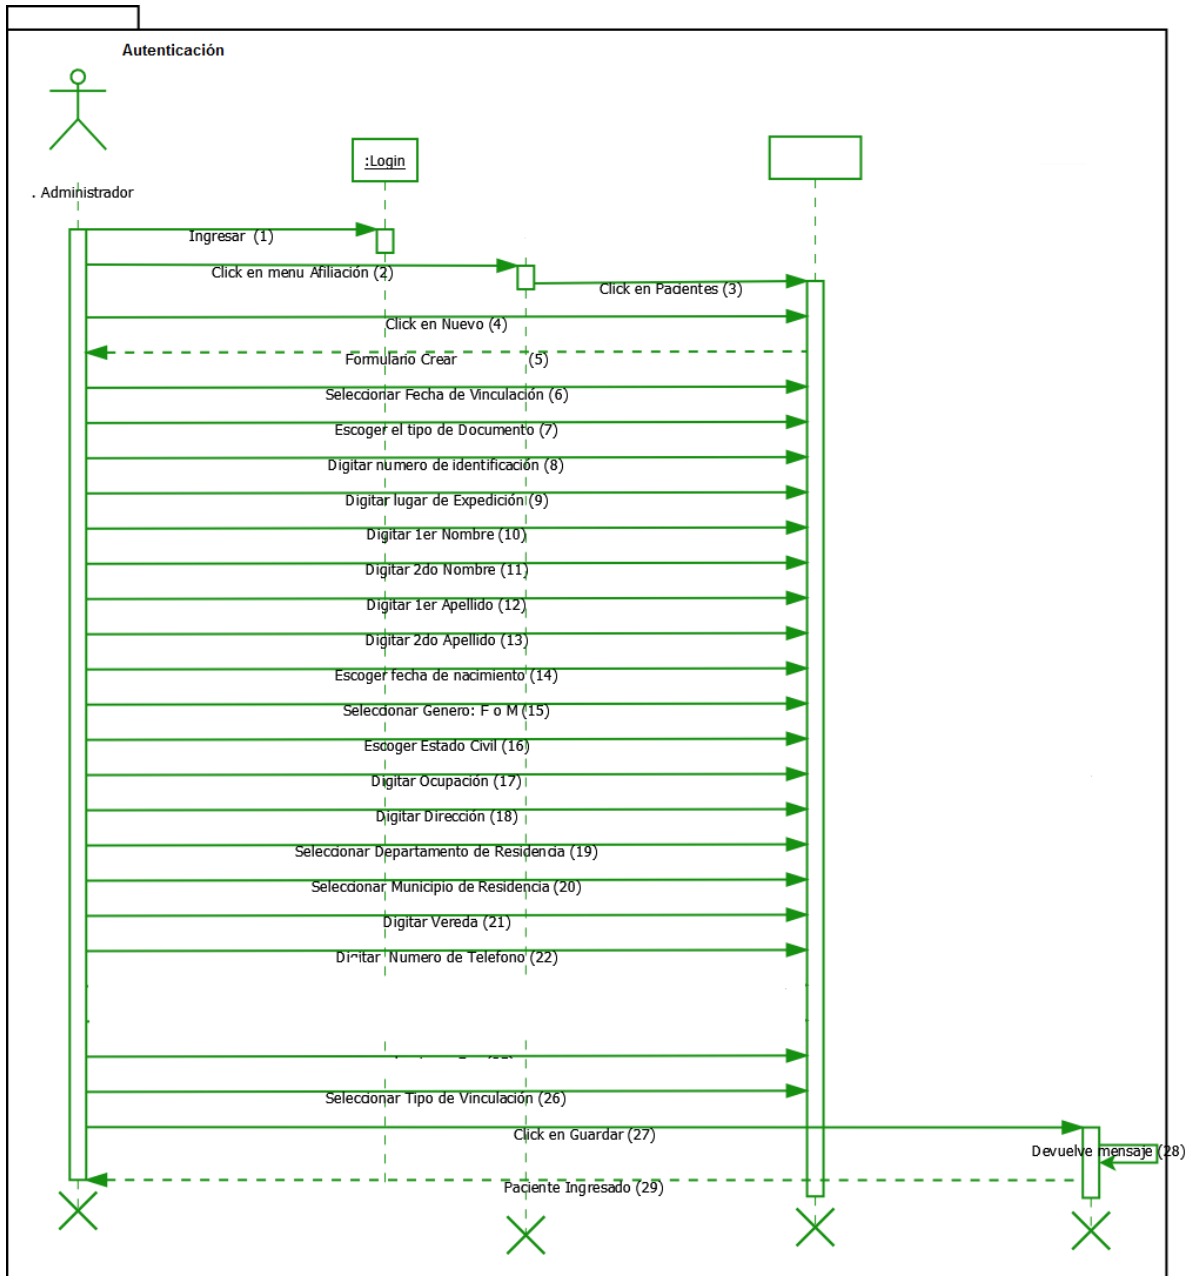 Autenticación
:Login
. Administrador
Ingresar (1)
Click en menu Afiliación (2)
Click en Pacientes (3)
Click en Nuevo (4)
Formulario Crear (5)
Seleccionar Fecha de Vinculación (6)
Escoger el tipo de Documento (7)
Digitar numero de identificación (8)
Digitar lugar de Expedición (9)
Digitar 1er Nombre (10)
Digitar 2do Nombre (11)
Digitar 1er Apellido (12)
Digitar 2do Apellido (13)
Escoger fecha de nacimiento (14)
Seleccionar Genero: F o M (15)
Escoger Estado Civil (16)
Digitar Ocupación (17)
Digitar Dirección (18)
Seleccionar Departamento de Residencia (19)
Seleccionar Municipio de Residencia (20)
Digitar Vereda (21)
Digitar Numero de Telefono (22)
Seleccionar Tipo de Vinculación (26)
Click en Guardar (27)
Devuelve mensaje (28)
Paciente Ingresado (29)